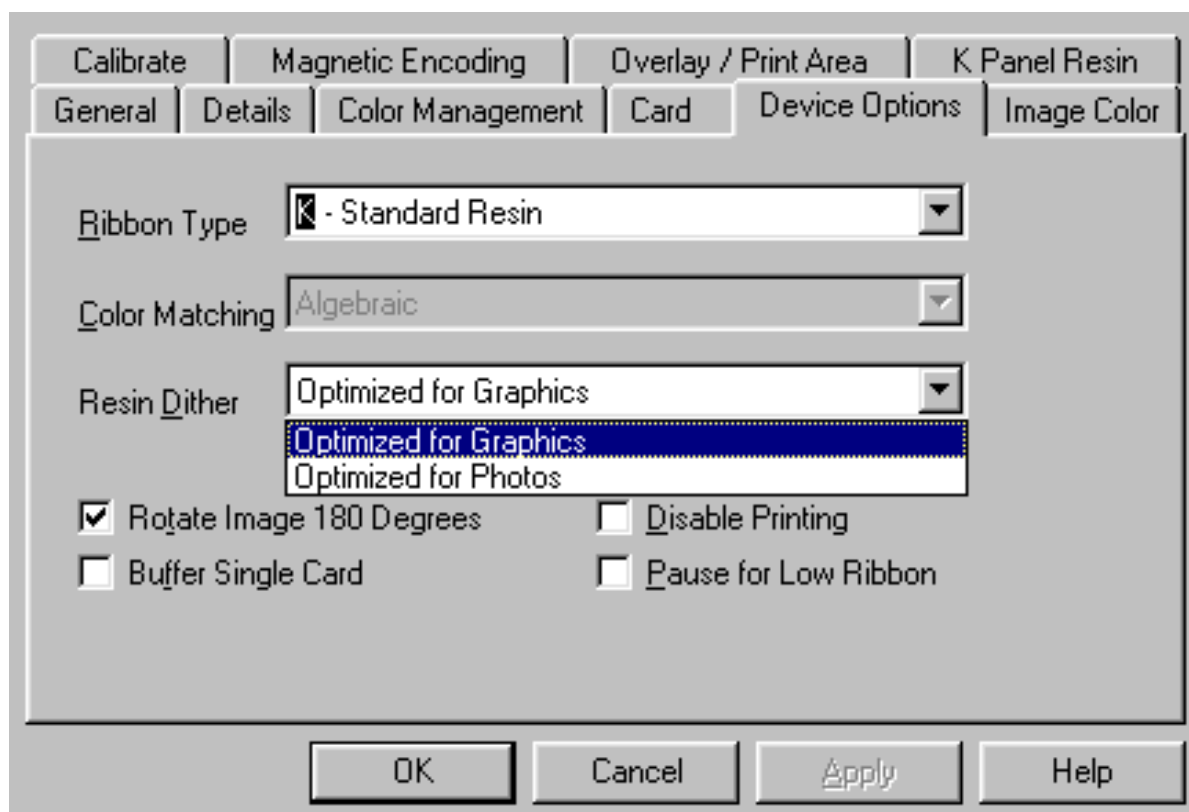 Calibrate Magnetic Encoding Overlay / Print Area K Panel Resin
General Details Color Management Card Device Options Image Color
Ribbon Type K - Standard Resin
Color Matching Algebraic
Resin Dither Optimized for Graphics
Optimized for Graphics
Optimized for Photos
Rotate Image 180 Degrees Disable Printing
Buffer Single Card Pause for Low Ribbon
OK Cancel Apply Help